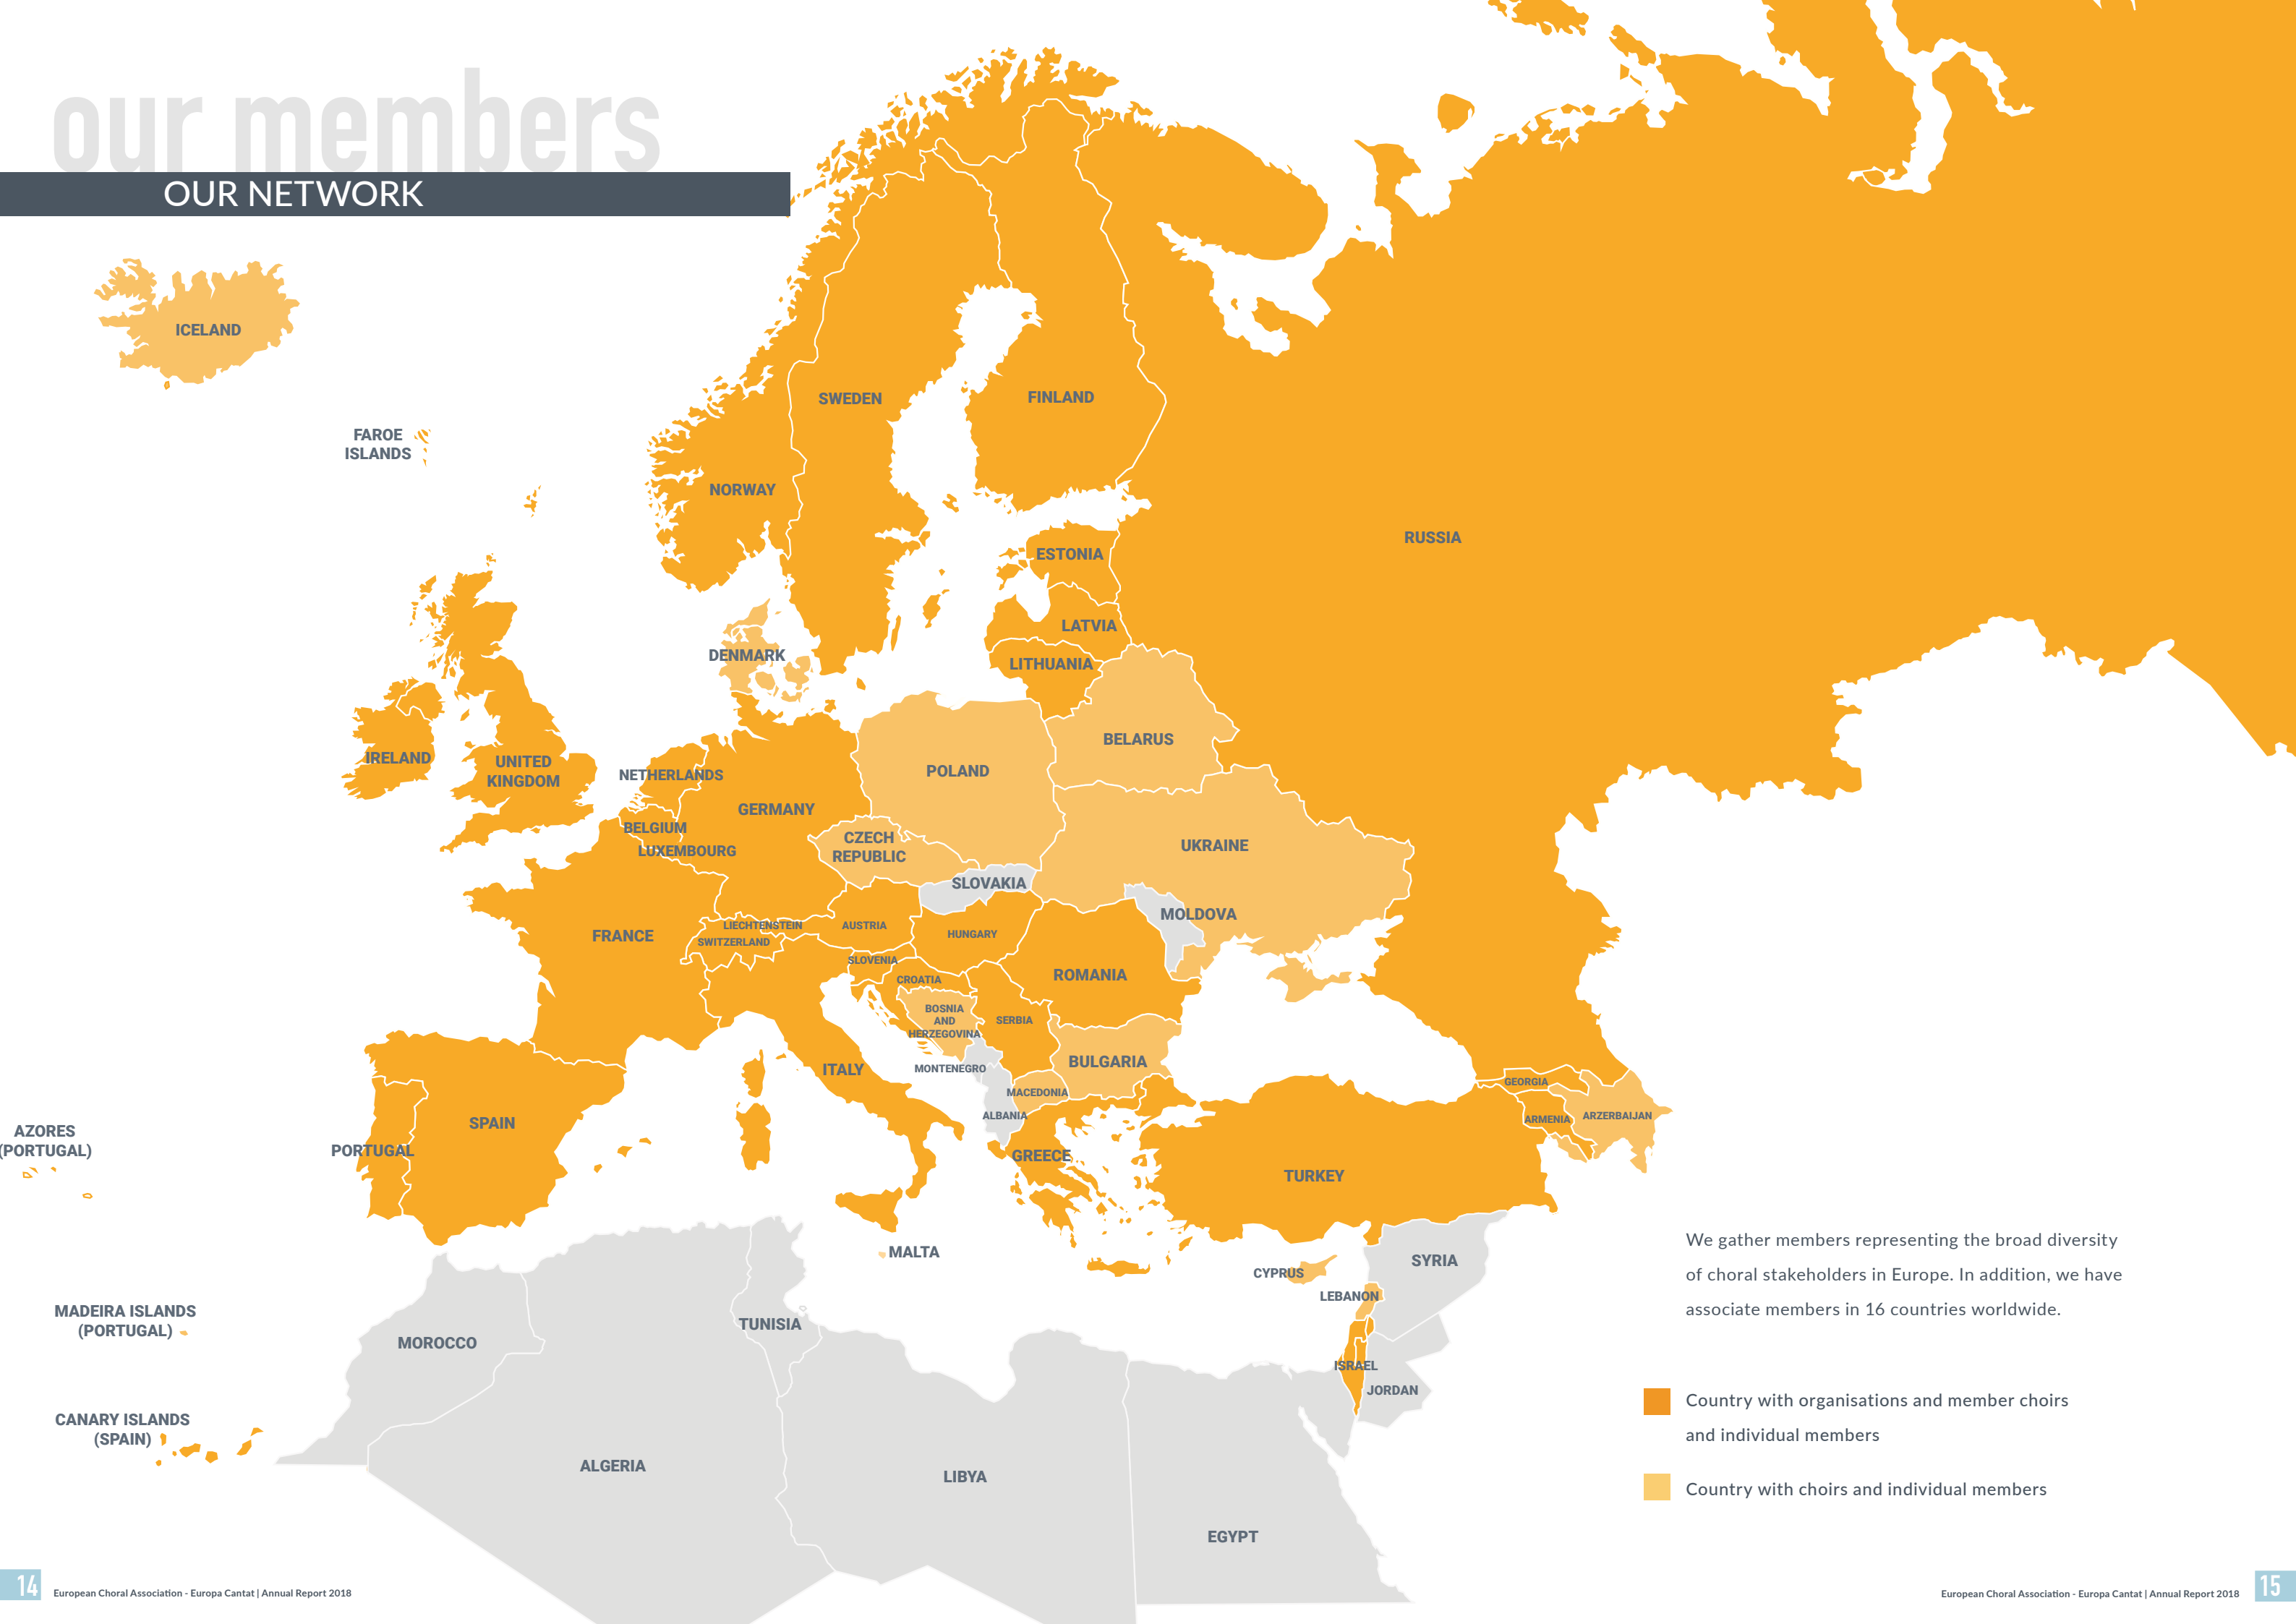 our members
OUR NETWORK
ICELAND
FAROE
ISLANDS
SWEDEN
FINLAND
NORWAY
RUSSIA
ESTONIA
LATVIA
LITHUANIA
DENMARK
BELARUS
IRELAND
UNITED
KINGDOM
NETHERLANDS
POLAND
GERMANY
BELGIUM
LUXEMBOURG
CZECH
REPUBLIC
UKRAINE
SLOVAKIA
MOLDOVA
FRANCE
LIECHTENSTEIN
SWITZERLAND
AUSTRIA
HUNGARY
SLOVENIA
CROATIA
ROMANIA
BOSNIA
AND
HERZEGOVINA
SERBIA
ITALY
MONTENEGRO
BULGARIA
MACEDONIA
ALBANIA
GEORGIA
ARMENIA
ARZERBAIJAN
SPAIN
PORTUGAL
AZORES
(PORTUGAL)
GREECE
TURKEY
MALTA
CYPRUS
SYRIA
LEBANON
MADEIRA ISLANDS
(PORTUGAL)
MOROCCO
TUNISIA
ISRAEL
JORDAN
CANARY ISLANDS
(SPAIN)
ALGERIA
LIBYA
EGYPT
We gather members representing the broad diversity
of choral stakeholders in Europe. In addition, we have
associate members in 16 countries worldwide.
Country with organisations and member choirs
and individual members
Country with choirs and individual members
14
European Choral Association - Europa Cantat | Annual Report 2018
European Choral Association - Europa Cantat | Annual Report 2018
15